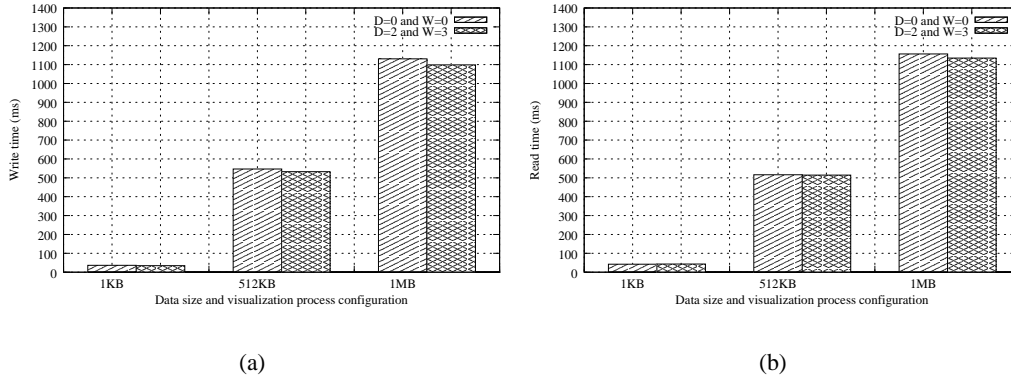 1400
1300
1200
1100
1000
900
800
700
600
500
400
300
200
100
0
Write time (ms)
D=0 and W=0
D=2 and W=3
1KB 512KB 1MB
Data size and visualization process configuration
(a)
1400
1300
1200
1100
1000
900
800
700
600
500
400
300
200
100
0
Read time (ms)
D=0 and W=0
D=2 and W=3
1KB 512KB 1MB
Data size and visualization process configuration
(b)